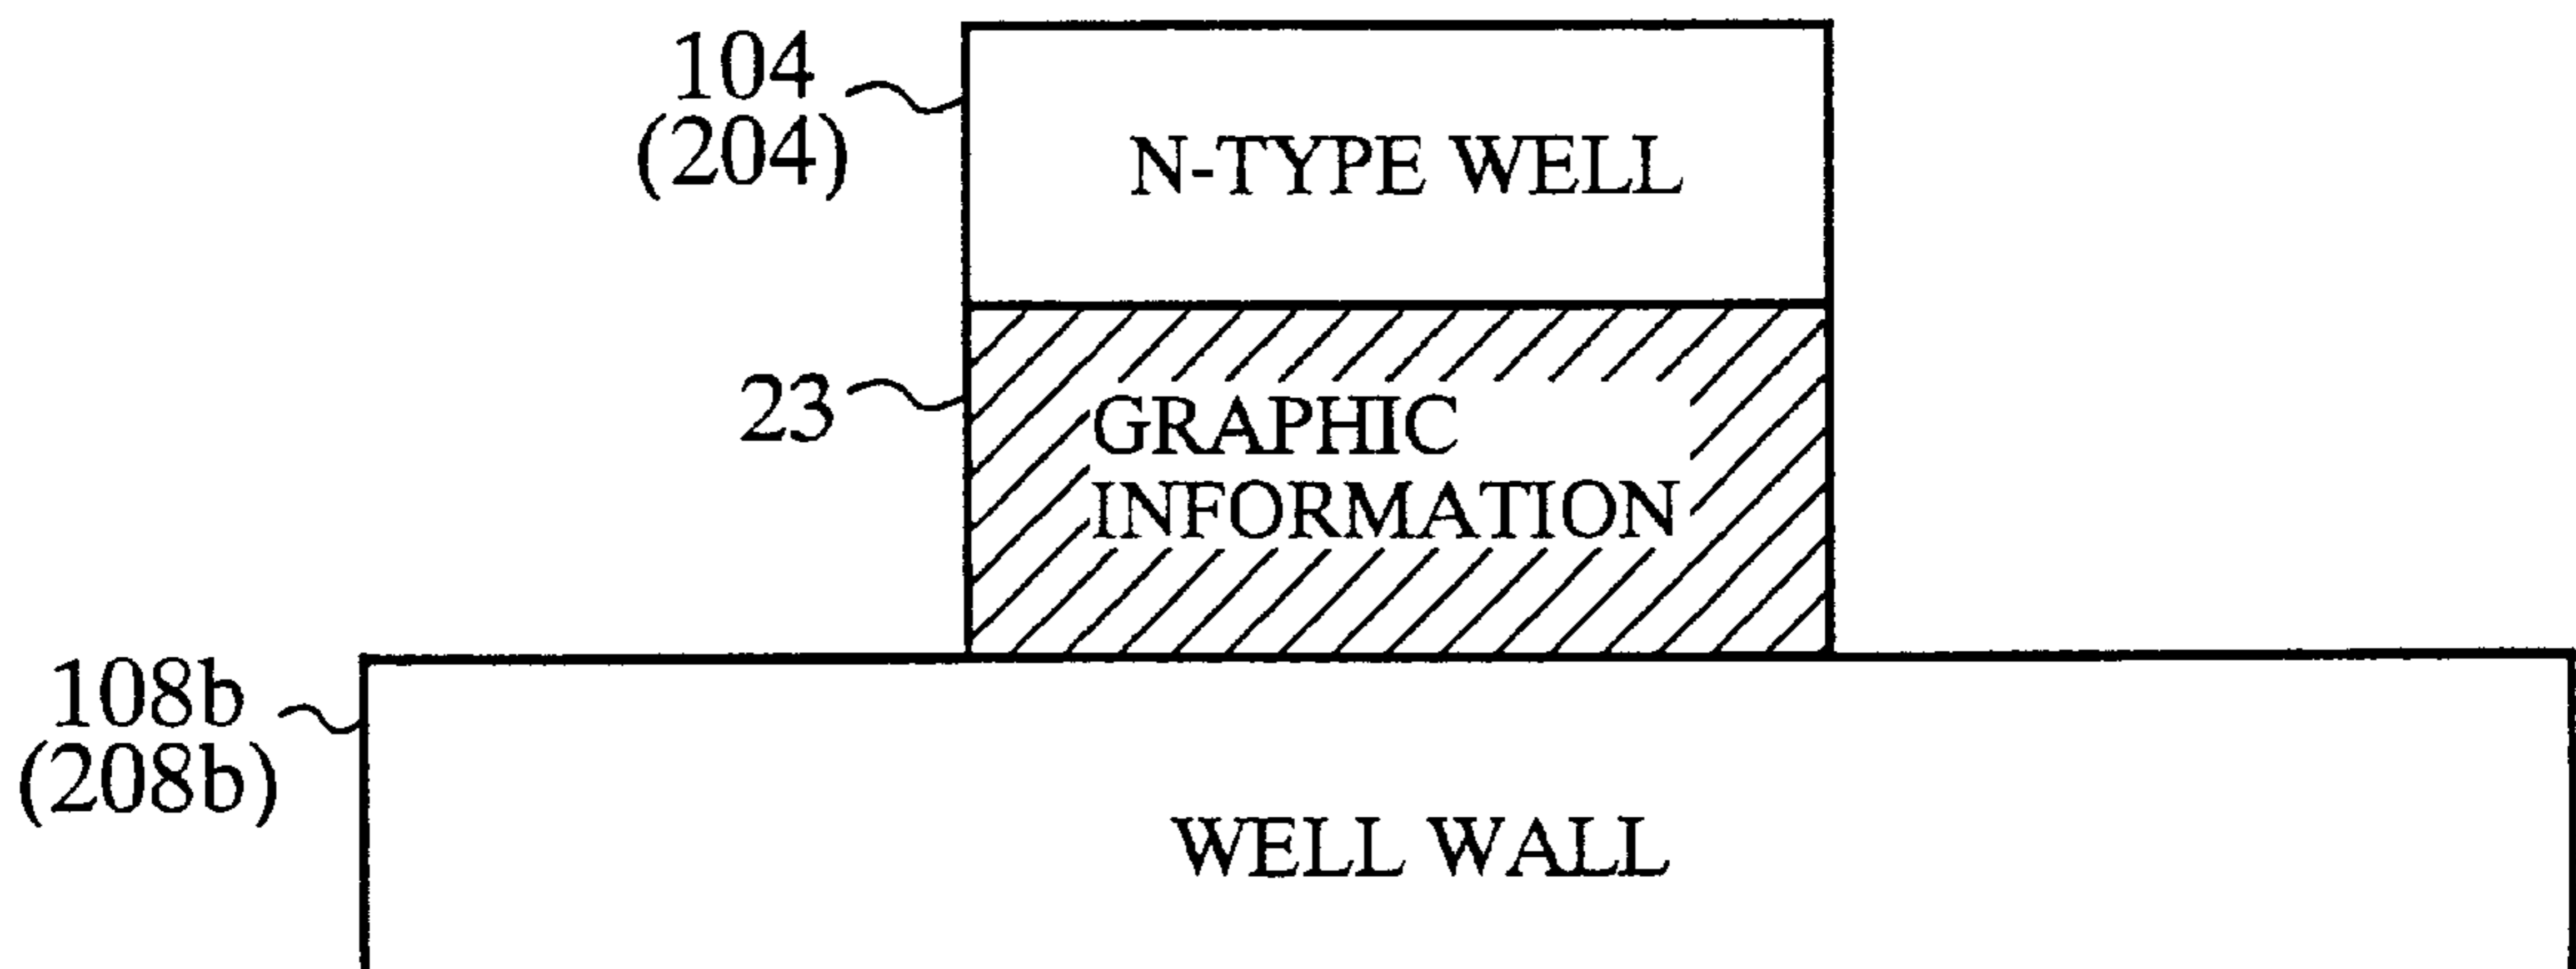 104
(204)
N-TYPE WELL
23
GRAPHIC
INFORMATION
108b
(208b)
WELL WALL